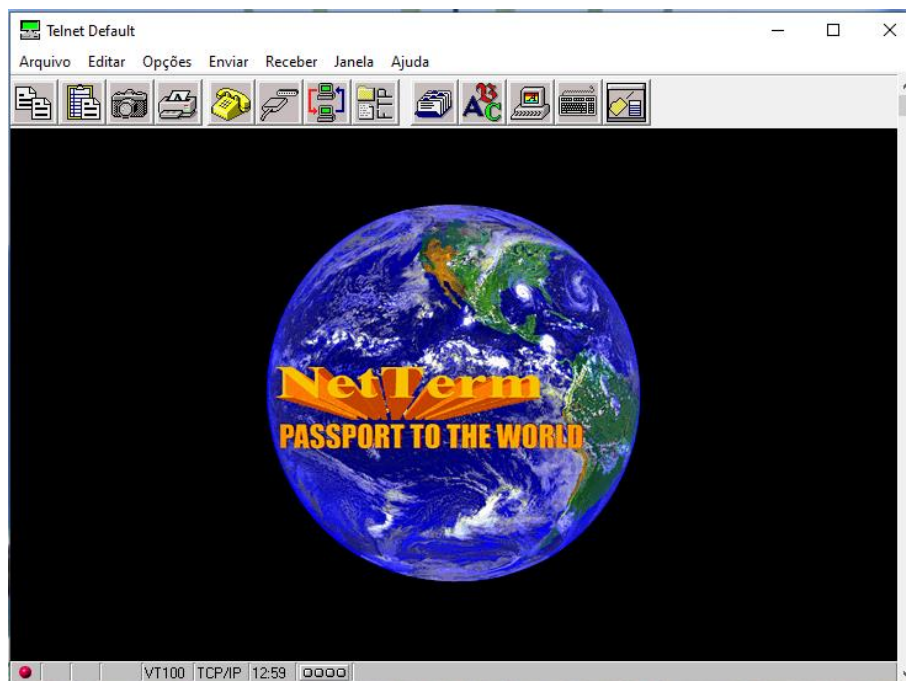 Telnet Default
Arquivo Editar Opções Enviar Receber Janela Ajuda
FTP
A B C
NetTerm
PASSPORT TO THE WORLD
VT100 TCP/IP 12:59